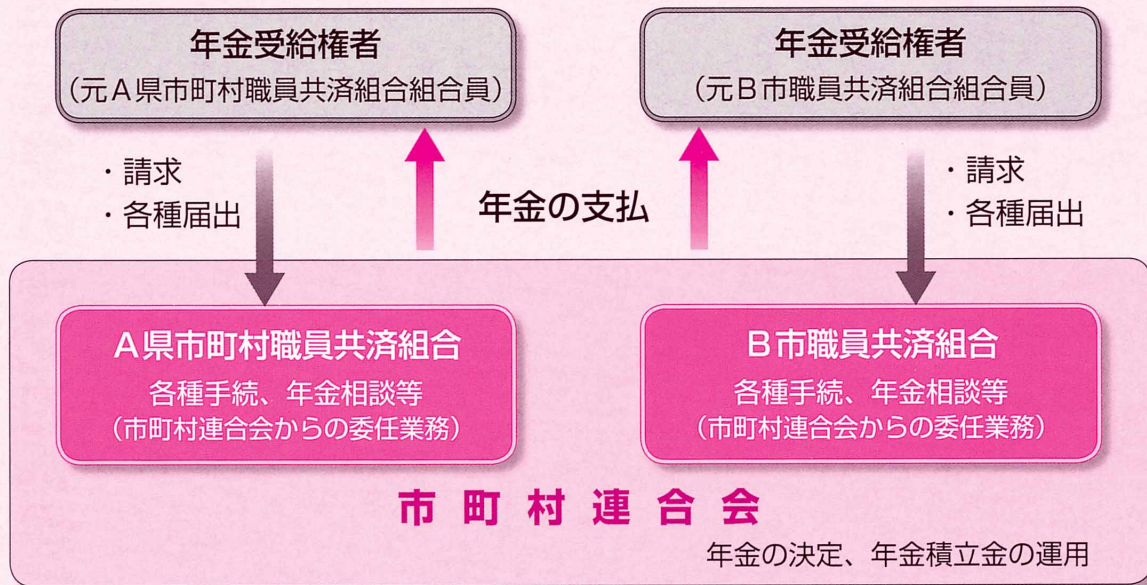 年金受給権者
(元A県市町村職員共済組合組合員)
年金受給権者
(元B市職員共済組合組合員)
・請求
・各種届出
年金の支払
・請求
・各種届出
A県市町村職員共済組合
各種手続、年金相談等
(市町村連合会からの委任業務)
B市職員共済組合
各種手続、年金相談等
(市町村連合会からの委任業務)
市町村連合会
年金の決定、年金積立金の運用